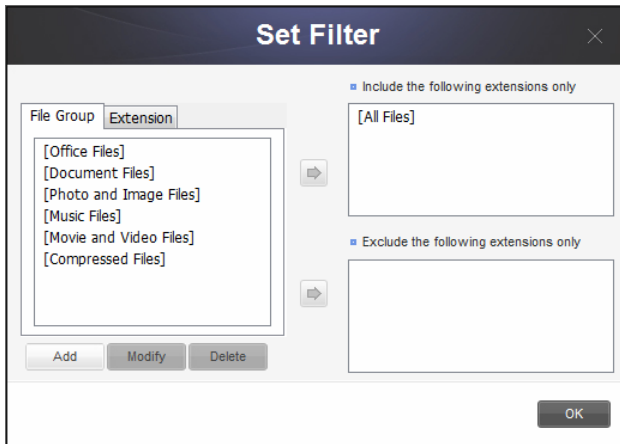 Set Filter
Include the following extensions only
File Group
Extension
[All Files]
[Office Files]
[Document Files]
[Photo and Image Files]
[Music Files]
[Movie and Video Files]
[Compressed Files]
Exclude the following extensions only
Add
Modify
Delete
OK